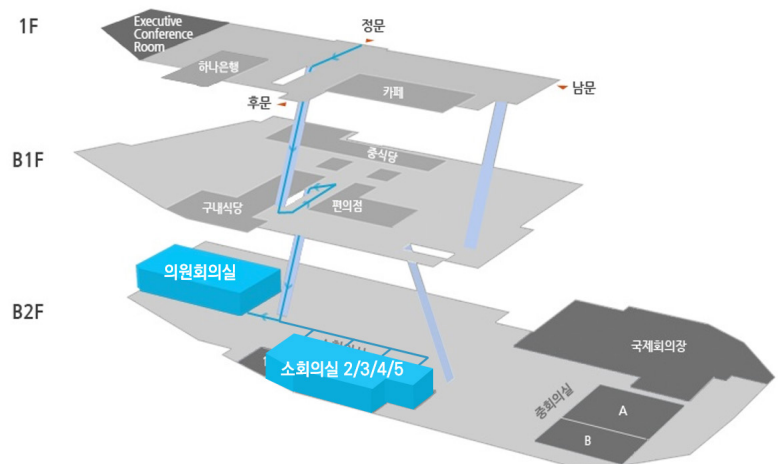 1F
Executive
Conference
Room
정문
하나은행
카페
남문
후문
B1F
중식당
구내식당
편의점
의원회의실
B2F
국제회의장
소회의실 2/3/4/5
중회의실
A
B